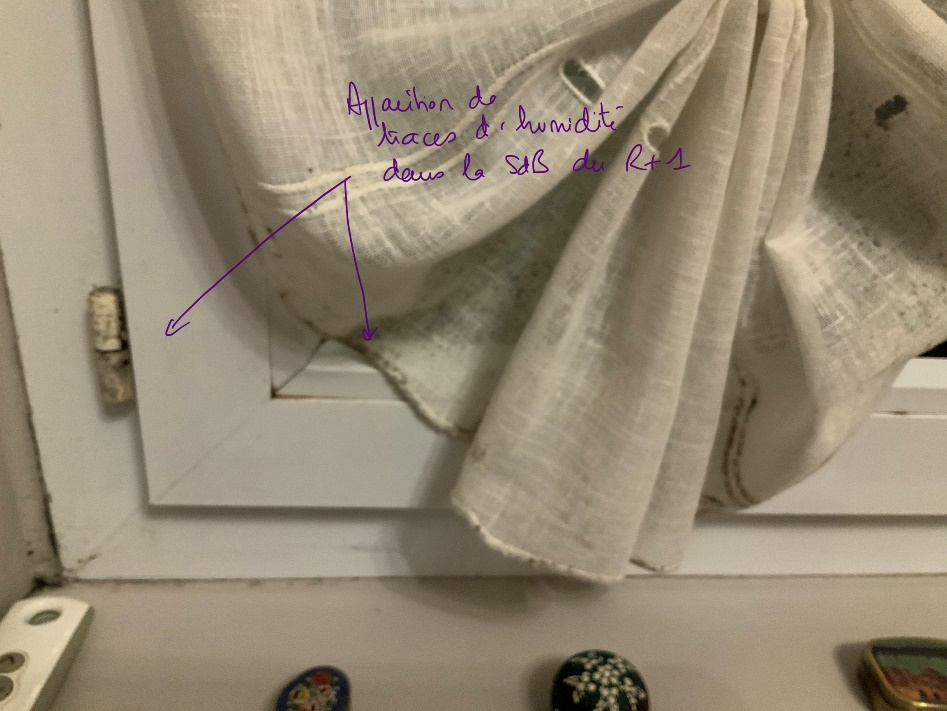 Apparition de
traces d'humidité
dans la SdB du R+1